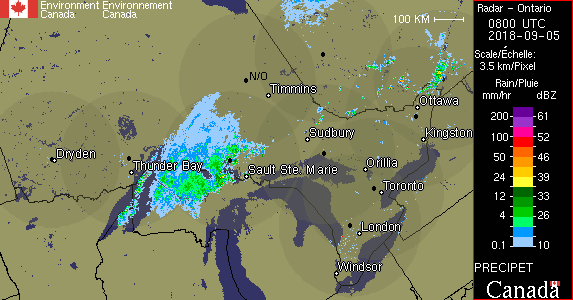 Environment Environnement
Canada Canada
100 KM
N/O
Timmins
Ottawa
Sudbury
Kingston
Dryden
Thunder Bay
Sault Ste. Marie
Orillia
Toronto
London
Windsor
Radar - Ontario
0800 UTC
2018-09-05
Scale/Échelle:
3.5 km/Pixel
Rain/Pluie
mm/hr dBZ
200 61
100 52
50 46
24 39
12 33
4 26
0.1 10
PRECIPET
Canada